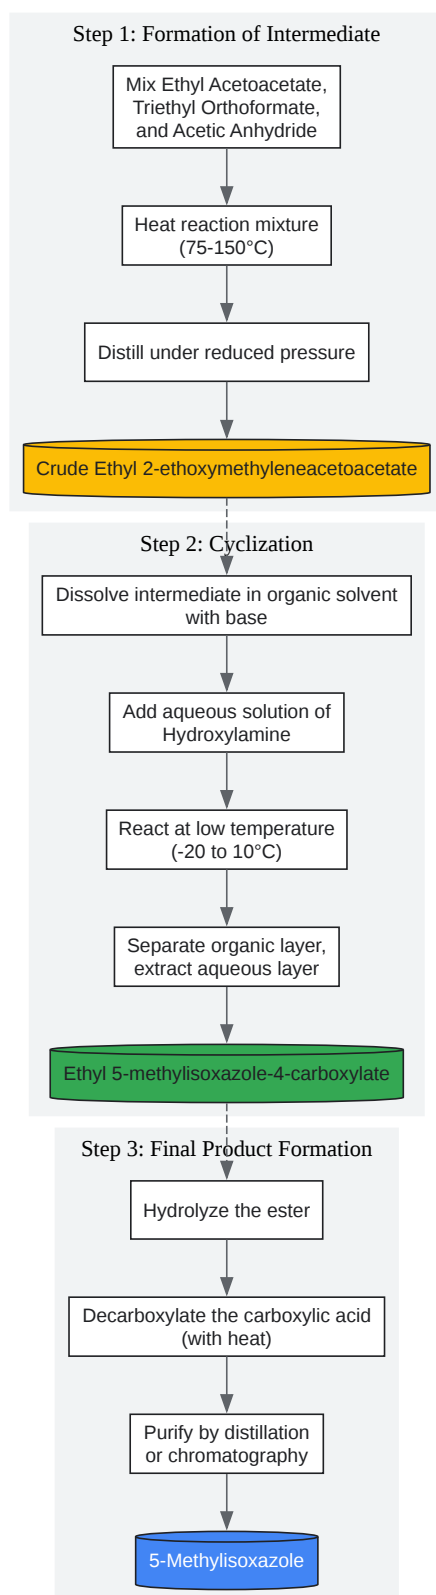 Step 1: Formation of Intermediate
Mix Ethyl Acetoacetate,
Triethyl Orthoformate,
and Acetic Anhydride
Heat reaction mixture
(75-150°C)
Distill under reduced pressure
Crude Ethyl 2-ethoxymethyleneacetoacetate
Step 2: Cyclization
Dissolve intermediate in organic solvent
with base
Add aqueous solution of
Hydroxylamine
React at low temperature
(-20 to 10°C)
Separate organic layer,
extract aqueous layer
Ethyl 5-methylisoxazole-4-carboxylate
Step 3: Final Product Formation
Hydrolyze the ester
Decarboxylate the carboxylic acid
(with heat)
Purify by distillation
or chromatography
5-Methylisoxazole